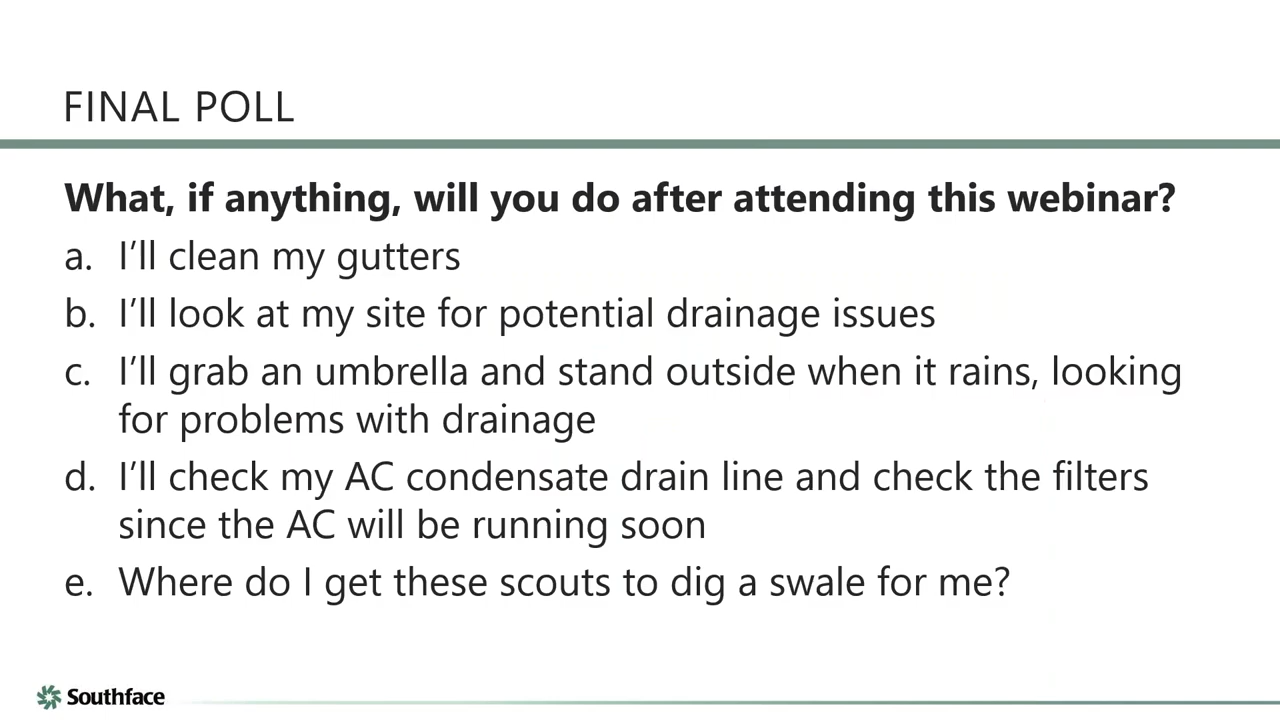 FINAL POLL
What, if anything, will you do after attending this webinar?
a. I’ll clean my gutters
b. I’ll look at my site for potential drainage issues
c. I’ll grab an umbrella and stand outside when it rains, looking
for problems with drainage
d. I’ll check my AC condensate drain line and check the filters
since the AC will be running soon
e. Where do I get these scouts to dig a swale for me?
Southface